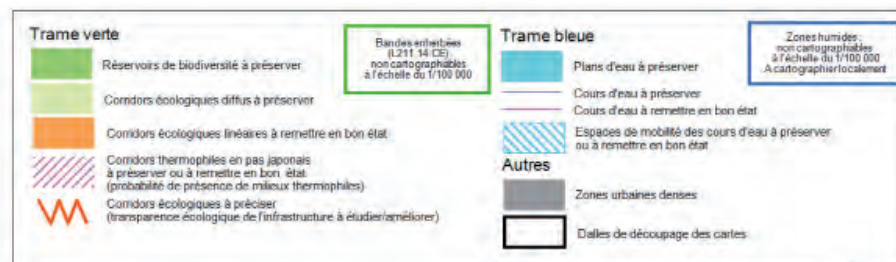 Trame verte
Bandes enherbées
(L211.14 CE)
non cartographiables
à l'échelle du 1/100 000
Réservoirs de biodiversité à préserver
Corridors écologiques diffus à préserver
Corridors écologiques linéaires à remettre en bon état
Corridors thermophiles en pas japonais
à préserver ou à remettre en bon état
(probabilité de présence de milieux thermophiles)
Corridors écologiques à préciser
(transparence écologique de l'infrastructure à étudier/améliorer)
Trame bleue
Zones humides
non cartographiables
à l'échelle du 1/100 000
A cartographier localement
Plans d'eau à préserver
Cours d'eau à préserver
Cours d'eau à remettre en bon état
Espaces de mobilité des cours d'eau à préserver
ou à remettre en bon état
Autres
Zones urbaines denses
Dalles de découpage des cartes